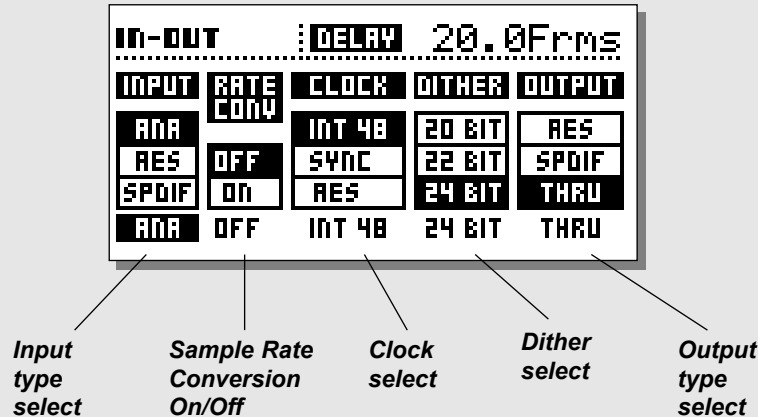 IN-OUT DELAY 20.0Frms
INPUT RATE CONV CLOCK DITHER OUTPUT
ANA INT 48 20 BIT AES
AES OFF SYNC 22 BIT SPDIF
SPDIF ON AES 24 BIT THRU
ANA OFF INT 48 24 BIT THRU
Input type select
Sample Rate Conversion On/Off
Clock select
Dither select
Output type select